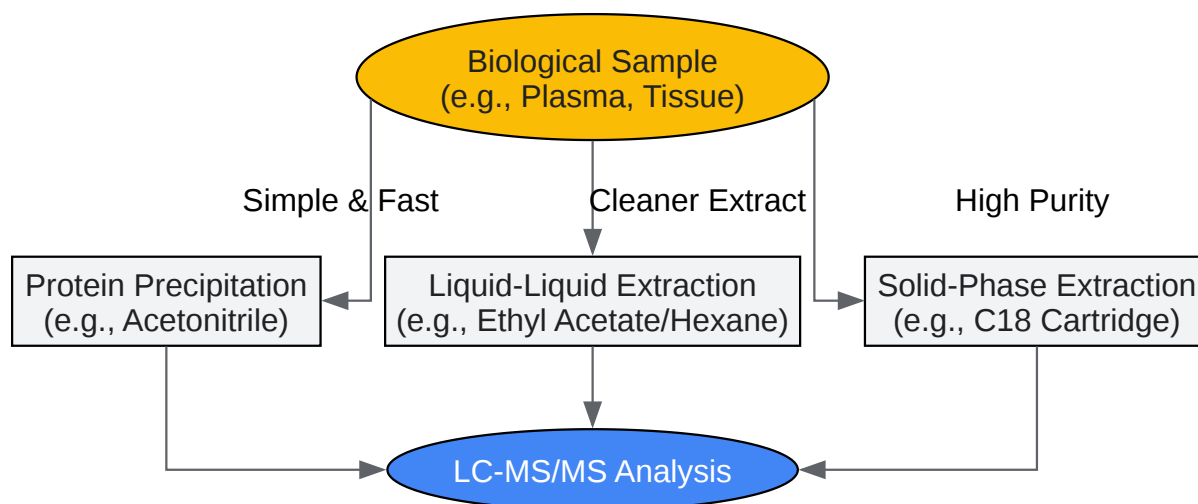 Biological Sample
(e.g., Plasma, Tissue)
Simple & Fast
Cleaner Extract
High Purity
Protein Precipitation
(e.g., Acetonitrile)
Liquid-Liquid Extraction
(e.g., Ethyl Acetate/Hexane)
Solid-Phase Extraction
(e.g., C18 Cartridge)
LC-MS/MS Analysis